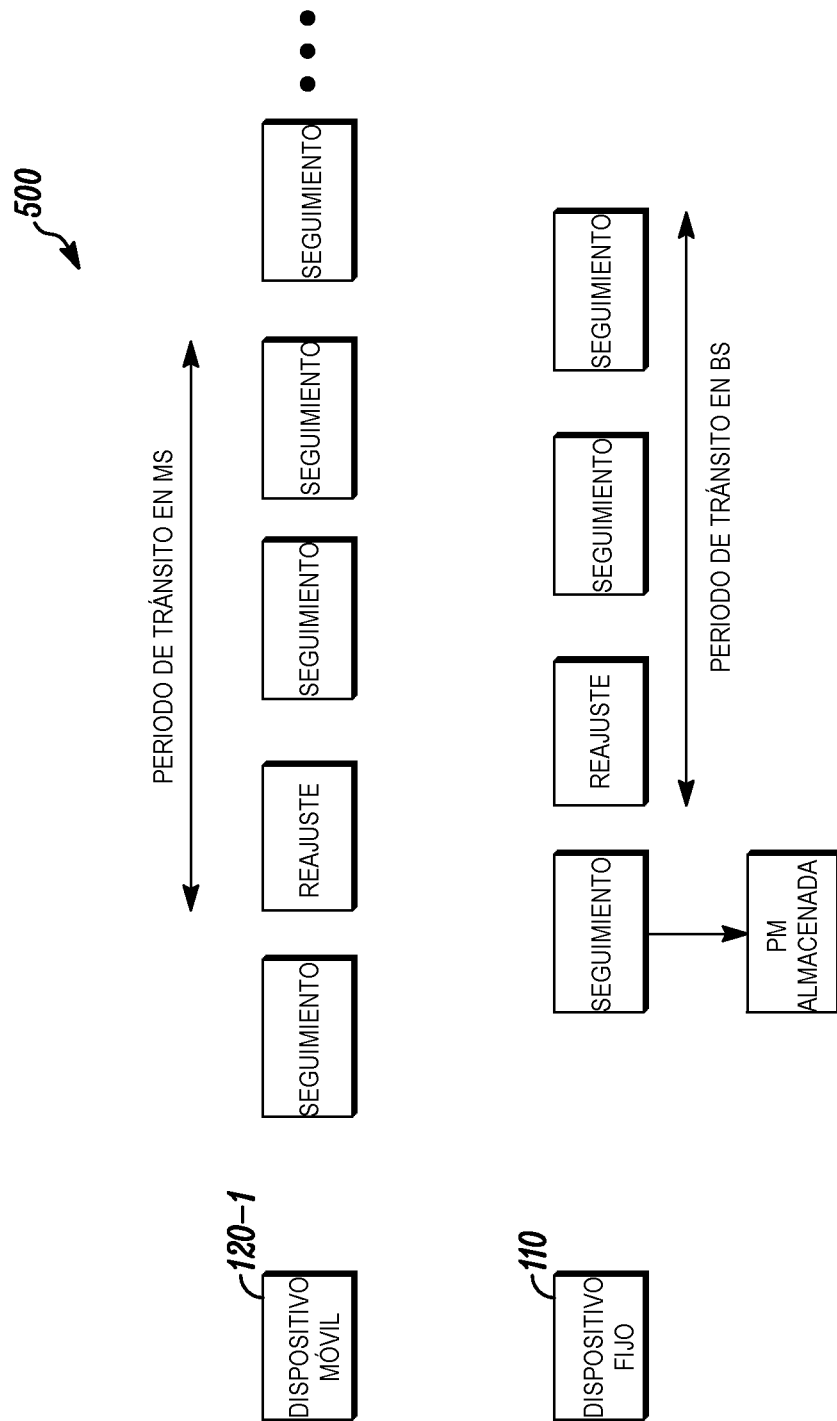 500
PERIODO DE TRÁNSITO EN MS
120-1
DISPOSITIVO
MÓVIL
SEGUIMIENTO
REAJUSTE
SEGUIMIENTO
SEGUIMIENTO
SEGUIMIENTO
110
DISPOSITIVO
FIJO
SEGUIMIENTO
REAJUSTE
SEGUIMIENTO
SEGUIMIENTO
PERIODO DE TRÁNSITO EN BS
PM
ALMACENADA